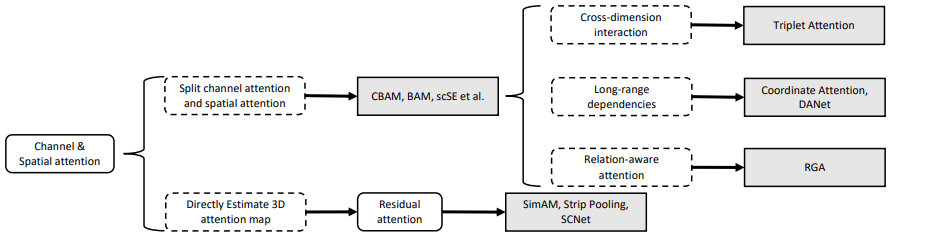 Channel &
Spatial attention
Split channel attention
and spatial attention
CBAM, BAM, scSE et al.
Cross-dimension
interaction
Triplet Attention
Long-range
dependencies
Coordinate Attention,
DANet
Relation-aware
attention
RGA
Directly Estimate 3D
attention map
Residual
attention
SimAM, Strip Pooling,
SCNet